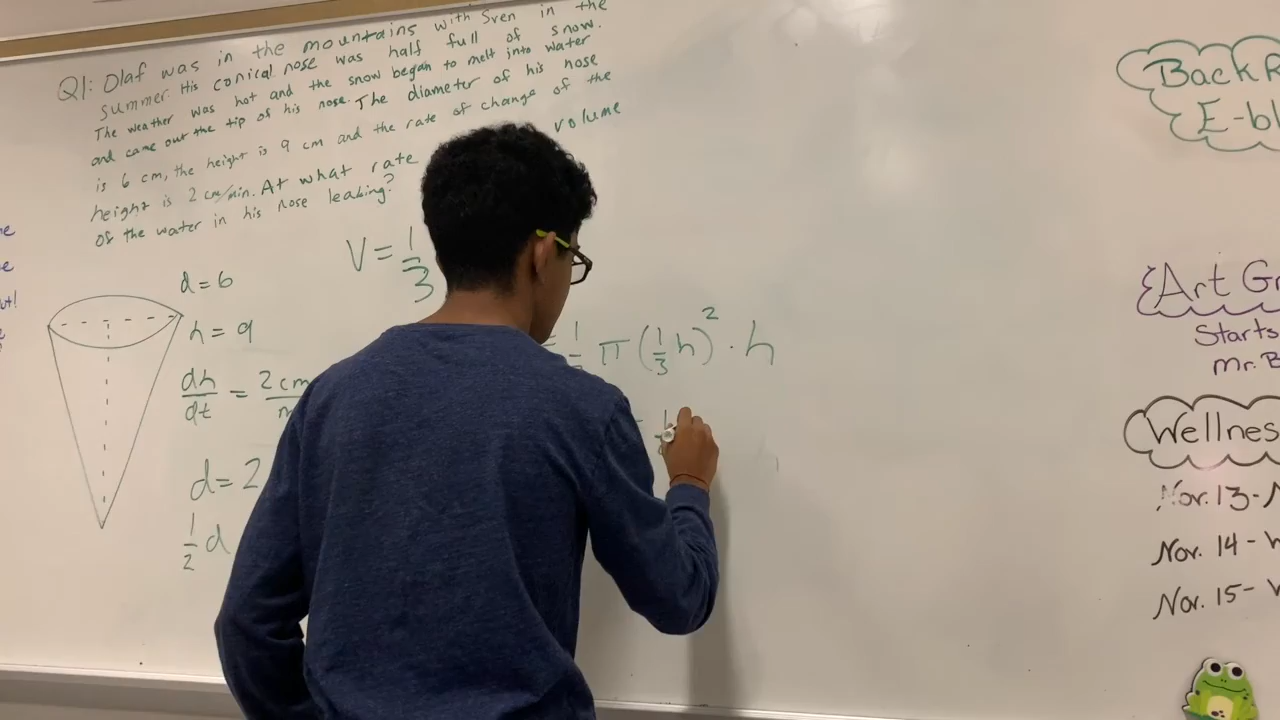 Q1: Olaf was in the mountains with Sven in the
summer. His conical nose was half full of snow.
The weather was hot and the snow began to melt into water
and came out the tip of his nose. The diameter of his nose
is 6 cm, the height is 9 cm and the rate of change of the
height is 2 cm/min. At what rate volume
of the water in his nose leaking?
V = 1/3
d = 6
h = 9
dh/dt = 2 cm
d = 2
1/2 d
π (1/3 h)² · h
Back
E-bl
Art Gr
Starts
Mr. B
Wellnes
Nov. 13-
Nov. 14 -
Nov. 15-